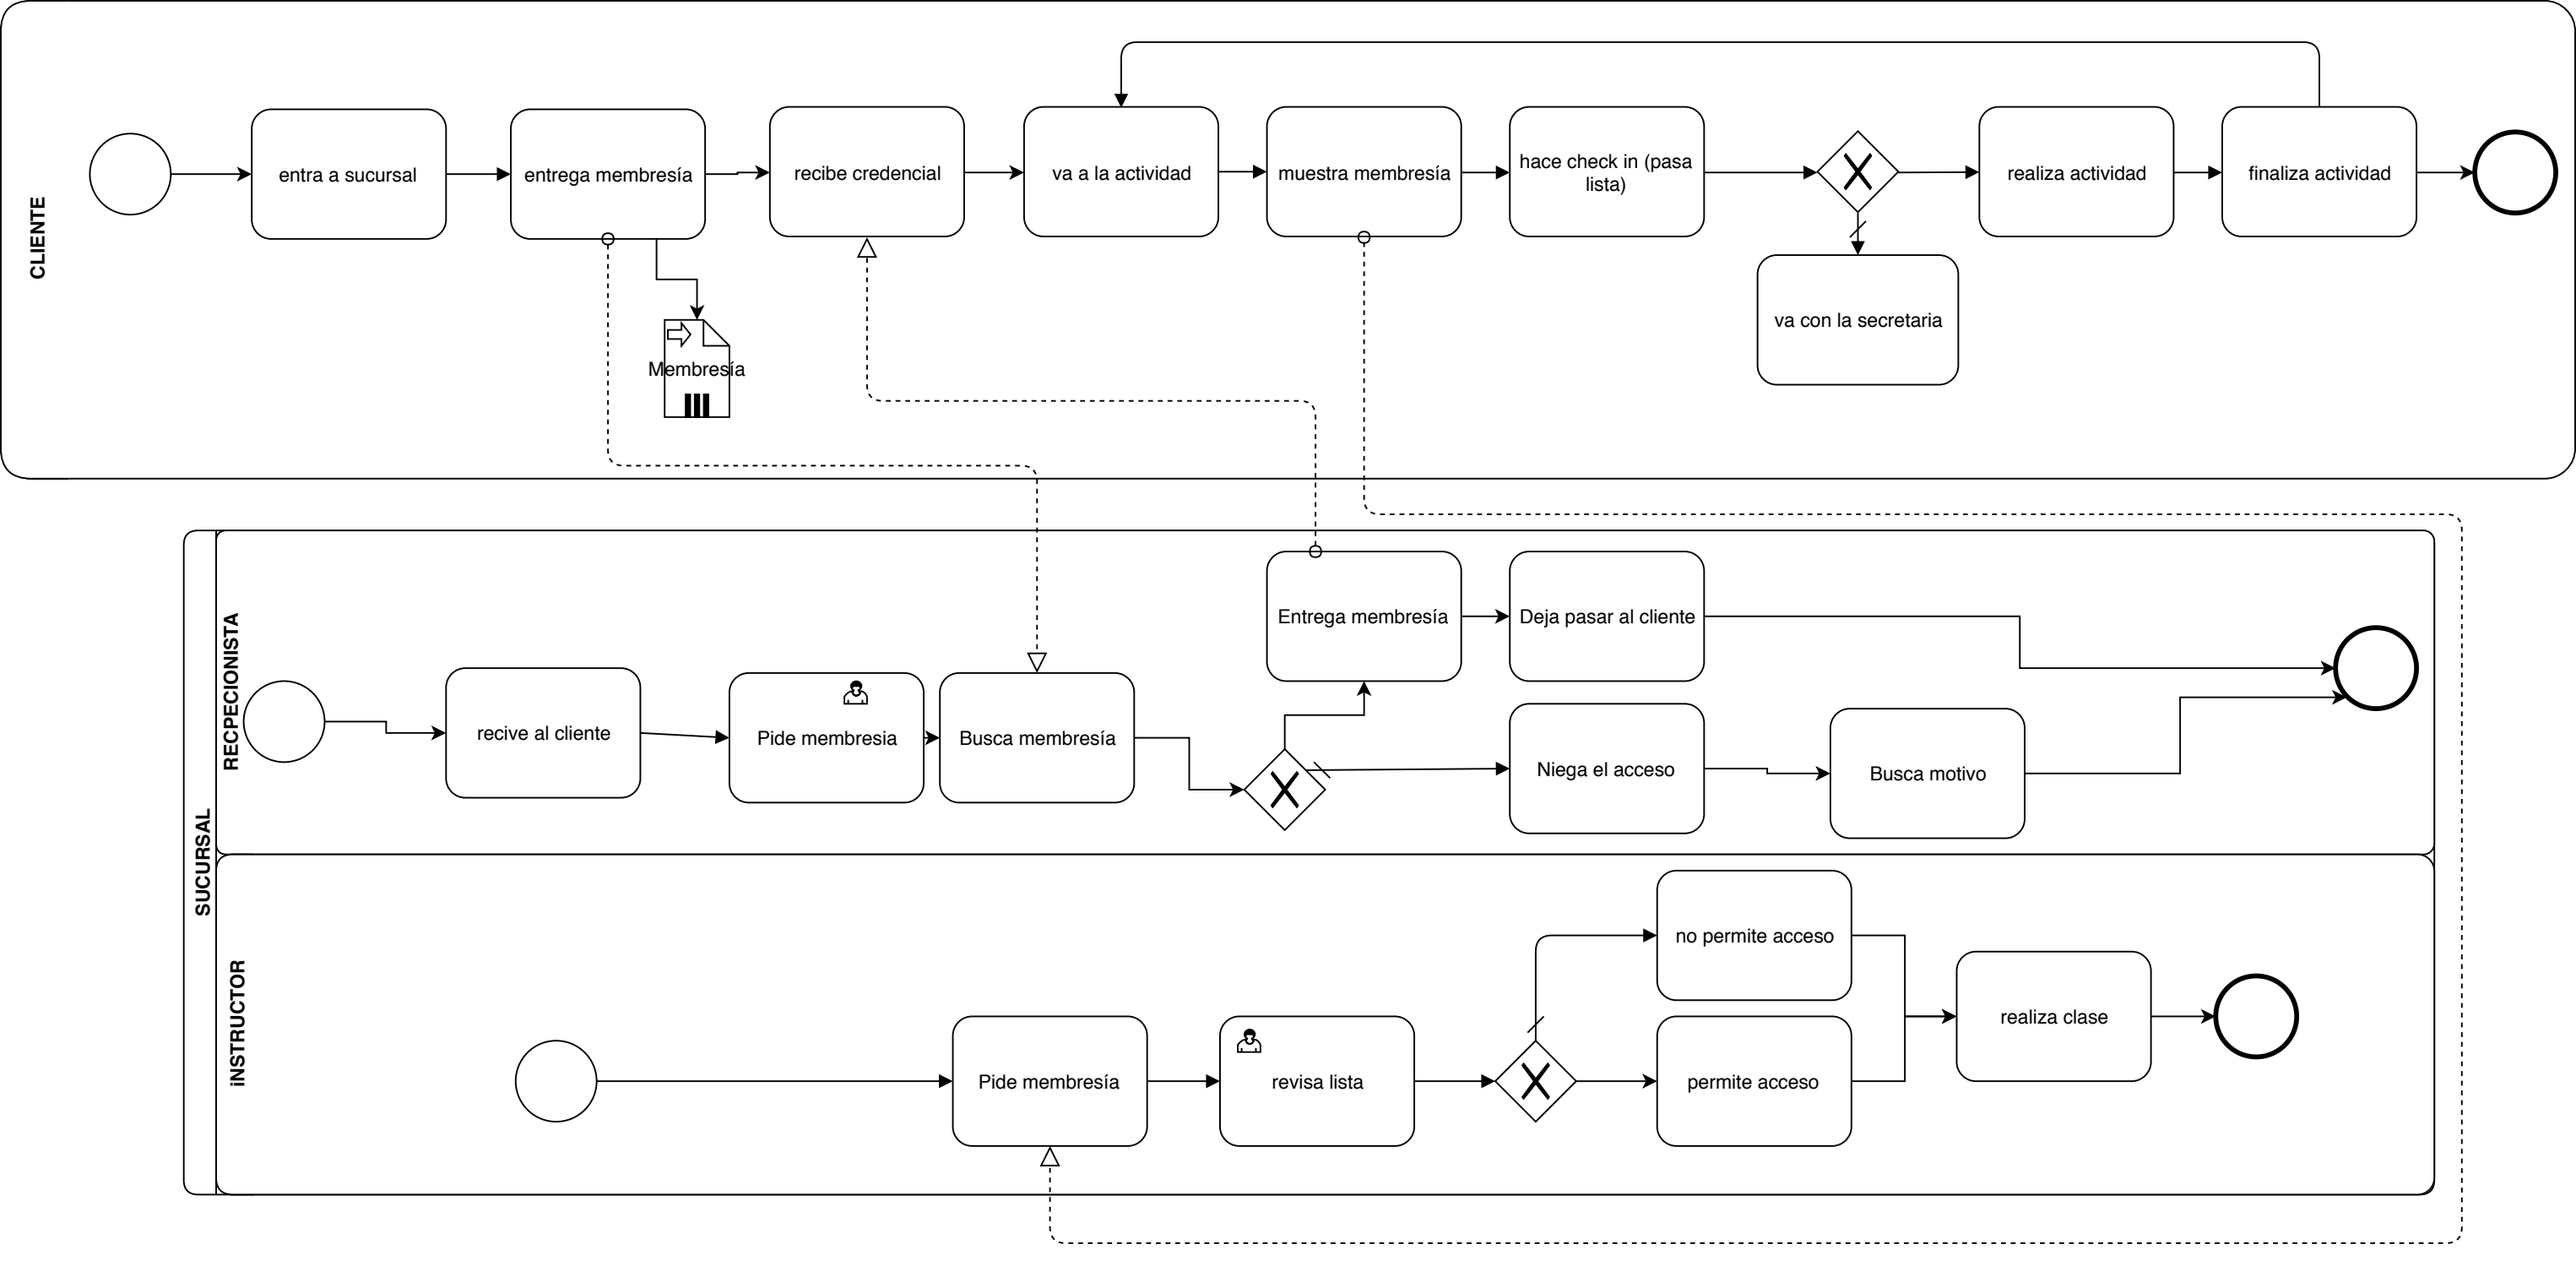 CLIENTE
entra a sucursal
entrega membresía
recibe credencial
va a la actividad
muestra membresía
hace check in (pasa
lista)
realiza actividad
finaliza actividad
va con la secretaria
Membresía
SUCURSAL
RECPECIONISTA
recive al cliente
Pide membresia
Busca membresía
Entrega membresía
Deja pasar al cliente
Niega el acceso
Busca motivo
iNSTRUCTOR
Pide membresía
revisa lista
no permite acceso
permite acceso
realiza clase